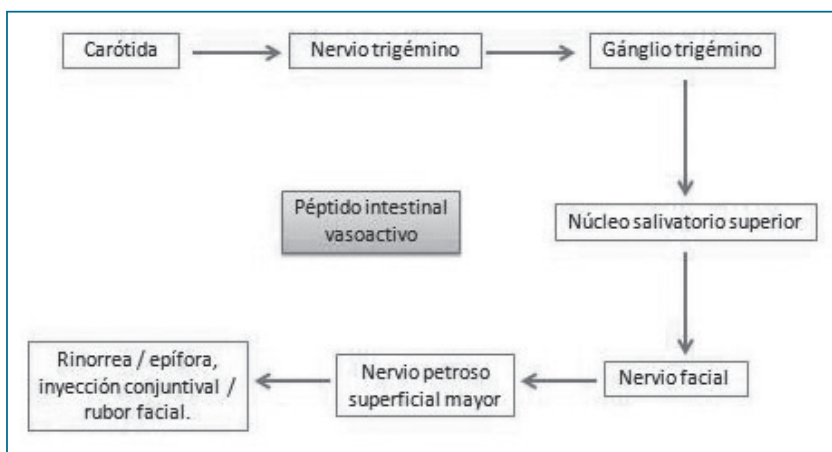 Carótida
Nervio trigémino
Gánglio trigémino
Péptido intestinal
vasoactivo
Núcleo salivatorio superior
Rinorrea / epífora,
inyección conjuntival /
rubor facial.
Nervio petroso
superficial mayor
Nervio facial